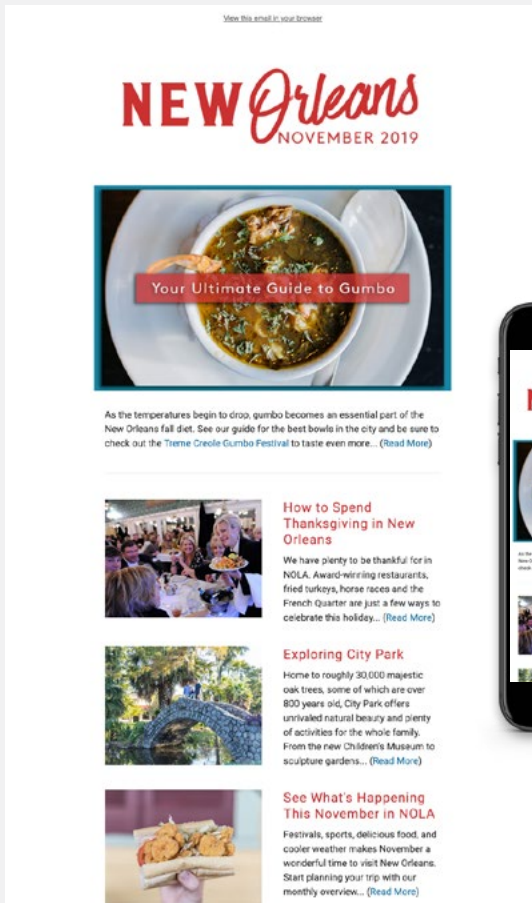 View this email in your browser
NEW Orleans
NOVEMBER 2019
Your Ultimate Guide to Gumbo
As the temperatures begin to drop, gumbo becomes an essential part of the
New Orleans fall diet. See our guide for the best bowls in the city and be sure to
check out the Treme Creole Gumbo Festival to taste even more... (Read More)
How to Spend
Thanksgiving in New
Orleans
We have plenty to be thankful for in
NOLA. Award-winning restaurants,
fried turkeys, horse races and the
French Quarter are just a few ways to
celebrate this holiday... (Read More)
Exploring City Park
Home to roughly 30,000 majestic
oak trees, some of which are over
800 years old, City Park offers
unrivaled natural beauty and plenty
of activities for the whole family.
From the new Children's Museum to
sculpture gardens... (Read More)
See What's Happening
This November in NOLA
Festivals, sports, delicious food, and
cooler weather makes November a
wonderful time to visit New Orleans.
Start planning your trip with our
monthly overview... (Read More)